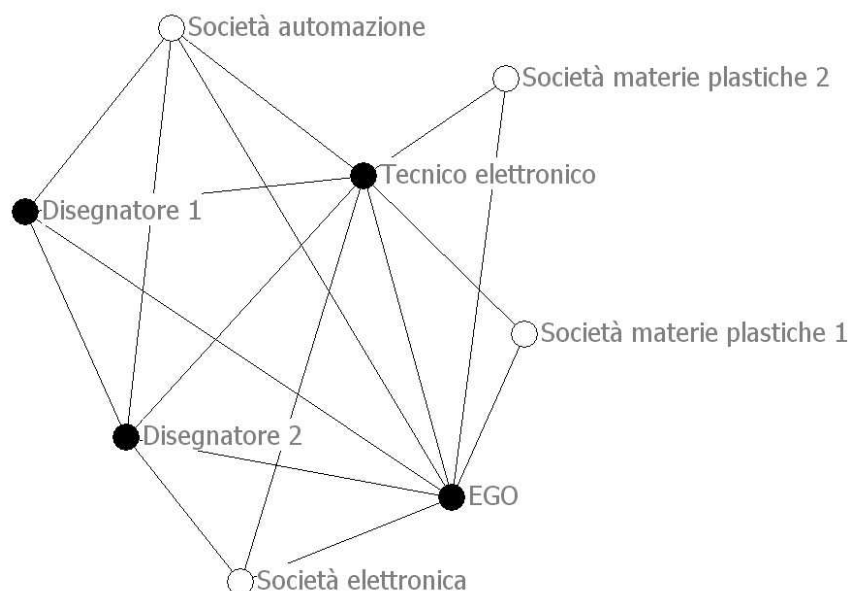 Società automazione
Società materie plastiche 2
Tecnico elettronico
Disegnatore 1
Società materie plastiche 1
Disegnatore 2
EGO
Società elettronica